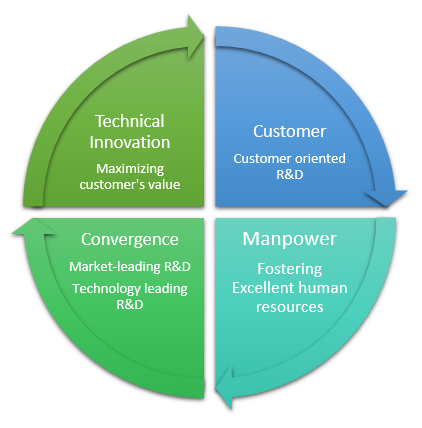 Technical
Innovation
Maximizing
customer's value
Customer
Customer oriented
R&D
Convergence
Market-leading R&D
Technology leading
R&D
Manpower
Fostering
Excellent human
resources